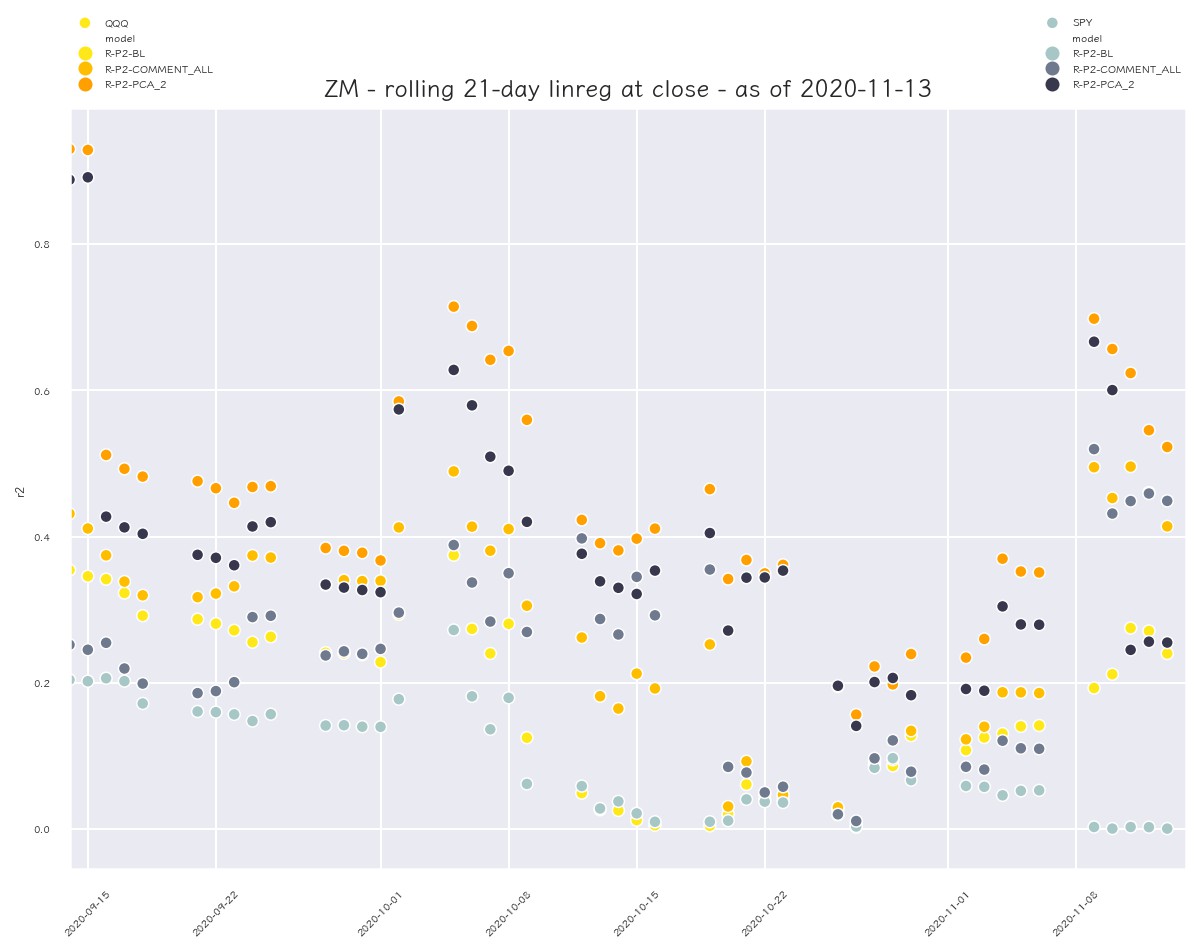 QQQ
model
R-P2-BL
R-P2-COMMENT_ALL
R-P2-PCA_2
SPY
model
R-P2-BL
R-P2-COMMENT_ALL
R-P2-PCA_2
ZM - rolling 21-day linreg at close - as of 2020-11-13
0.8
0.6
0.4
0.2
0.0
r2
2020-09-15
2020-09-22
2020-10-01
2020-10-08
2020-10-15
2020-10-22
2020-11-01
2020-11-08